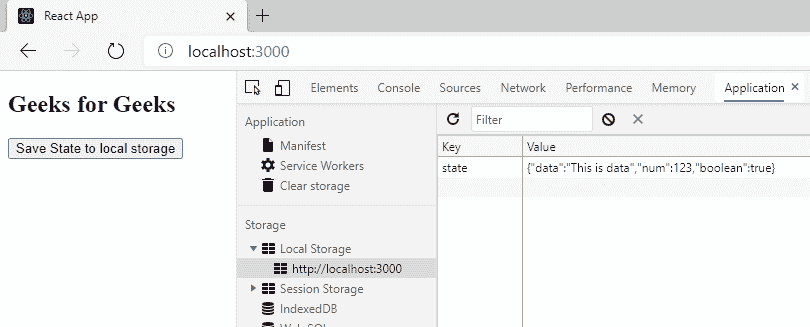 React App
localhost:3000
Geeks for Geeks
Save State to local storage
Elements Console Sources Network Performance Memory Application
Application
Manifest
Service Workers
Clear storage
Storage
Local Storage
http://localhost:3000
Session Storage
IndexedDB
Web SQL
Filter
Key Value
state {"data":"This is data","num":123,"boolean":true}